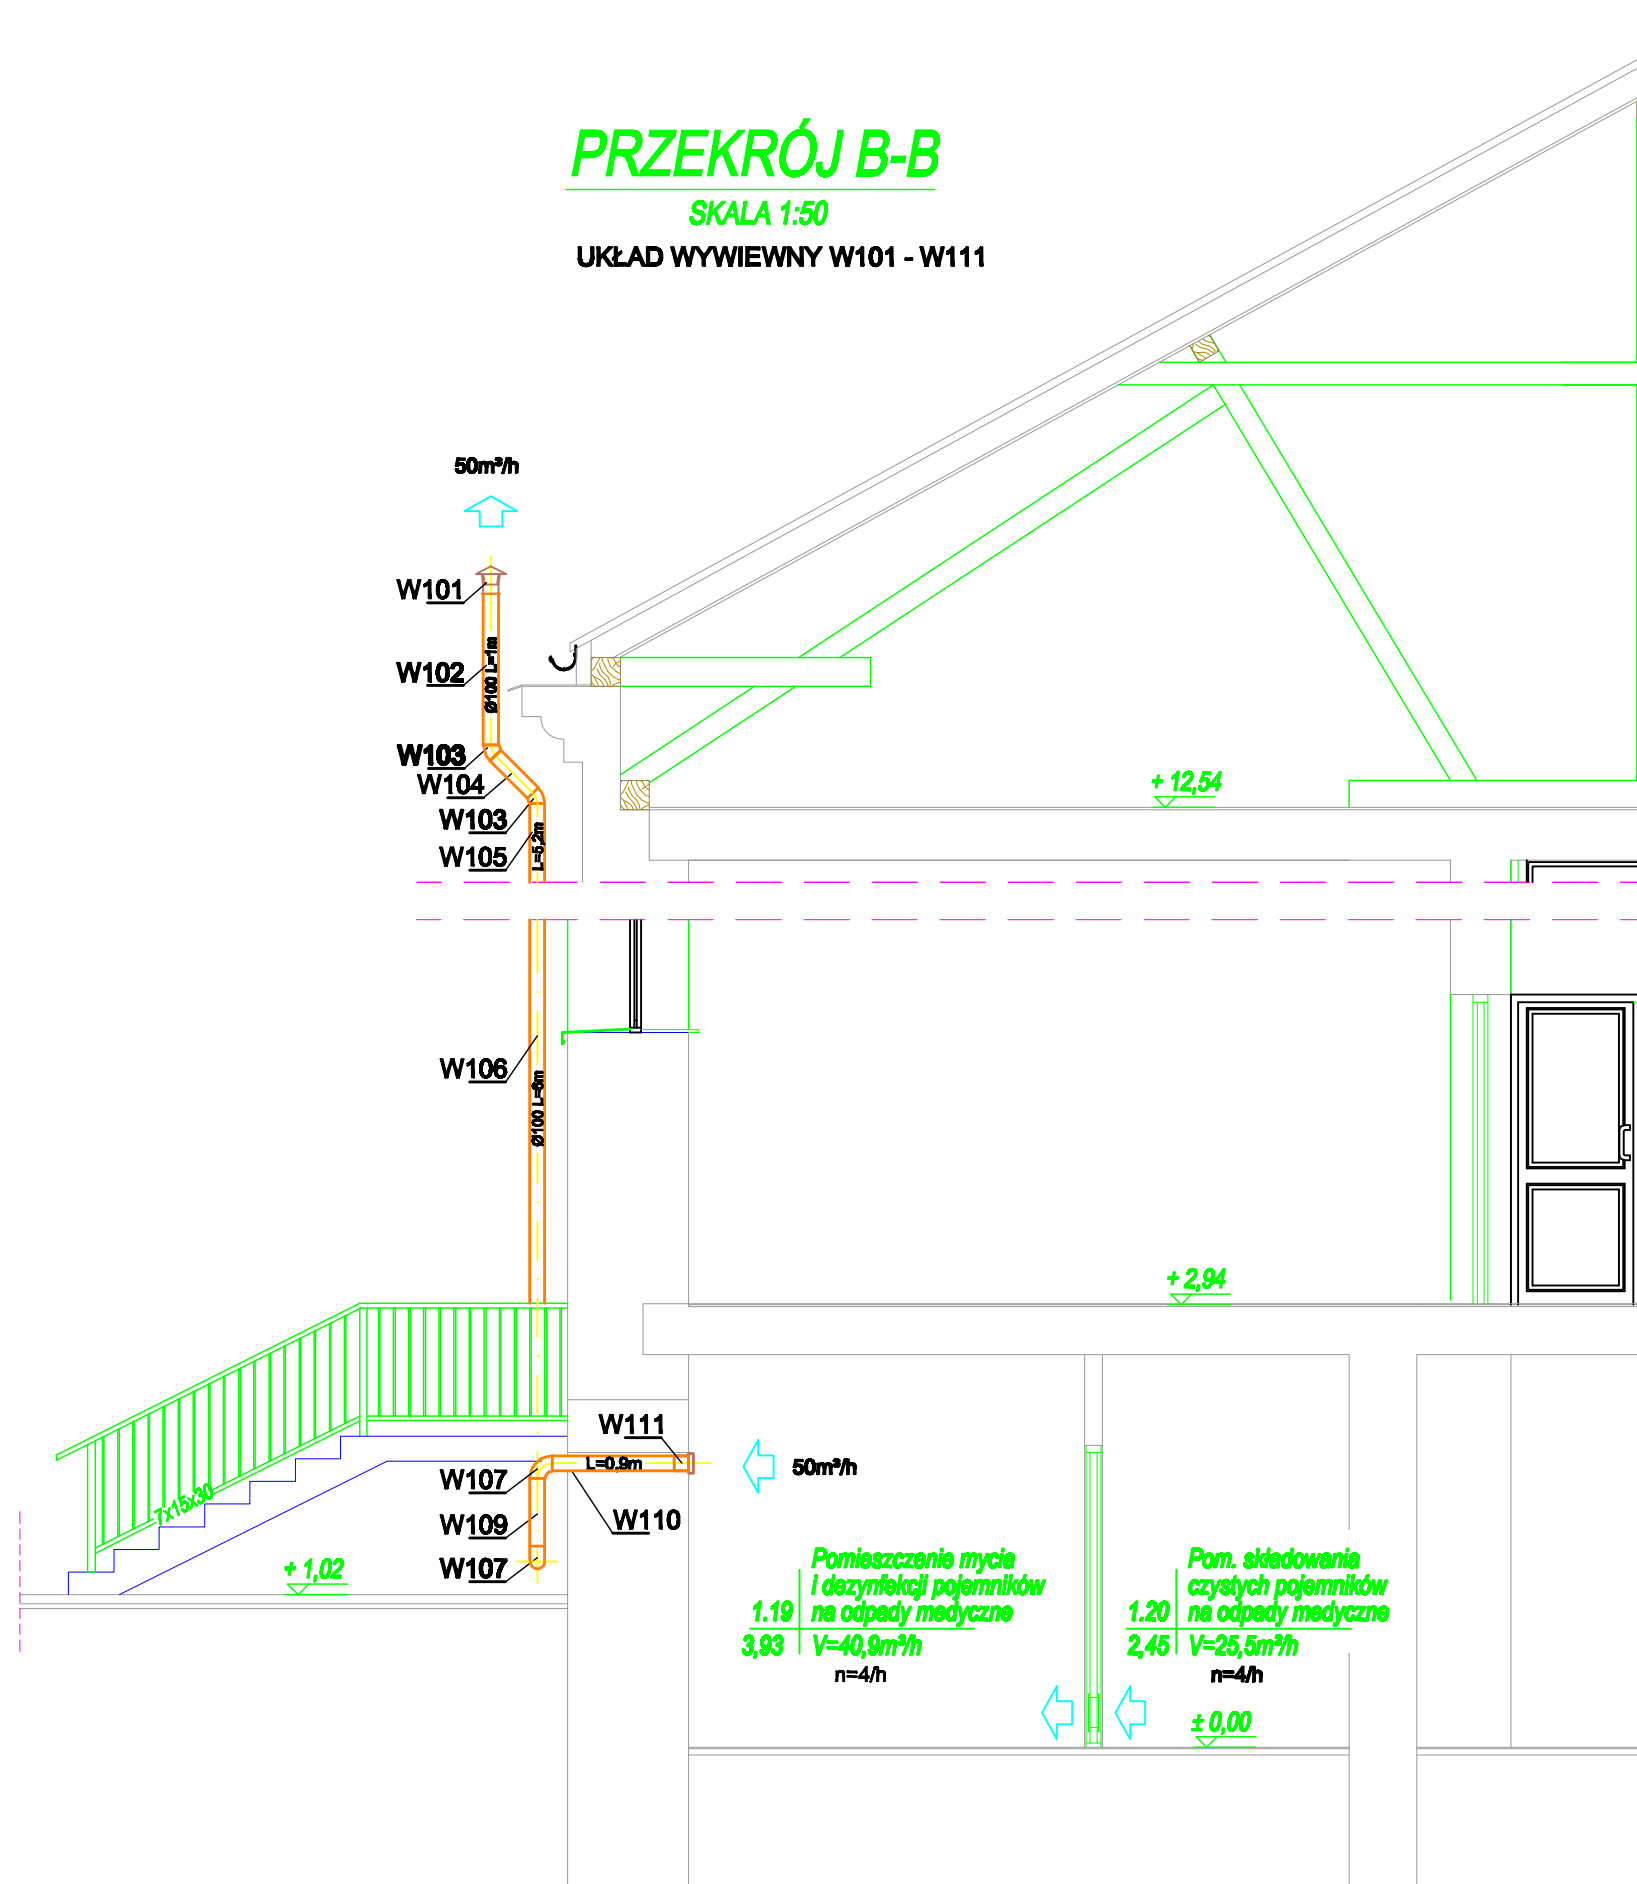 PRZEKRÓJ B-B
SKALA 1:50
UKŁAD WYWIEWNY W101 - W111
50m³/h
W101
W102
Ø100 L=1m
W103
W104
W103
W105
L=5,2m
+ 12,54
W106
Ø100 L=6m
+ 2,94
W111
L=0,9m
W107
50m³/h
W109
W110
W107
7x15x30
+ 1,02
Pomieszczenie mycia
i dezynfekcji pojemników
1.19 na odpady medyczne
3,93 V=40,9m³/h
n=4/h
Pom. składowania
czystych pojemników
1.20 na odpady medyczne
2,45 V=25,5m³/h
n=4/h
± 0,00